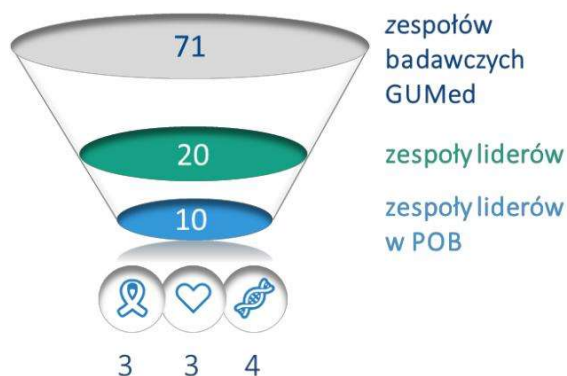 71
zespołów
badawczych
GUMed
20
zespoły liderów
10
zespoły liderów
w POB
3 3 4